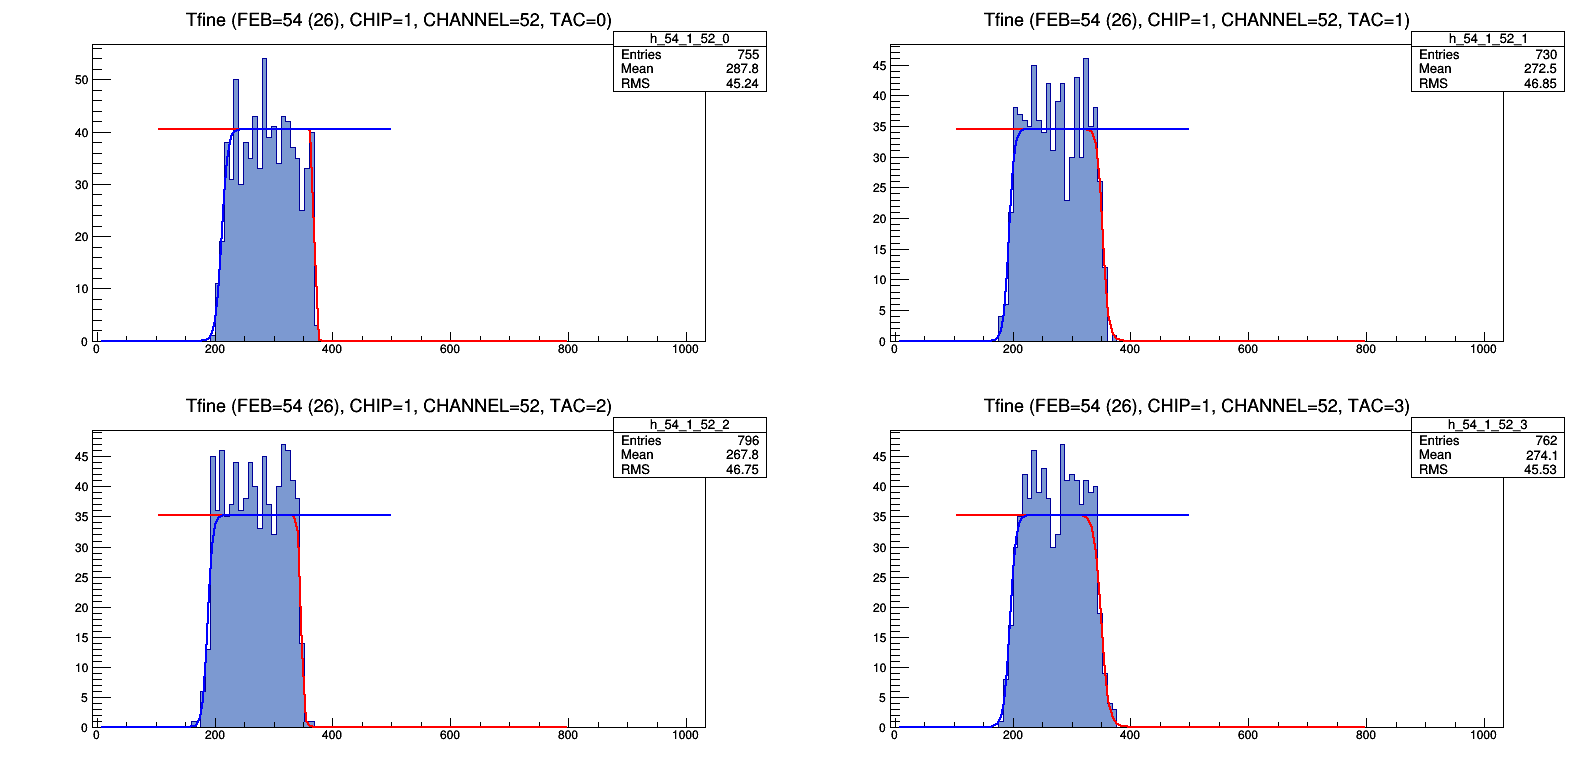 Tfine (FEB=54 (26), CHIP=1, CHANNEL=52, TAC=0)
h_54_1_52_0
Entries 755
Mean 287.8
RMS 45.24
50
40
30
20
10
0
0 200 400 600 800 1000
Tfine (FEB=54 (26), CHIP=1, CHANNEL=52, TAC=1)
h_54_1_52_1
Entries 730
Mean 272.5
RMS 46.85
45
40
35
30
25
20
15
10
5
0
0 200 400 600 800 1000
Tfine (FEB=54 (26), CHIP=1, CHANNEL=52, TAC=2)
h_54_1_52_2
Entries 796
Mean 267.8
RMS 46.75
45
40
35
30
25
20
15
10
5
0
0 200 400 600 800 1000
Tfine (FEB=54 (26), CHIP=1, CHANNEL=52, TAC=3)
h_54_1_52_3
Entries 762
Mean 274.1
RMS 45.53
45
40
35
30
25
20
15
10
5
0
0 200 400 600 800 1000